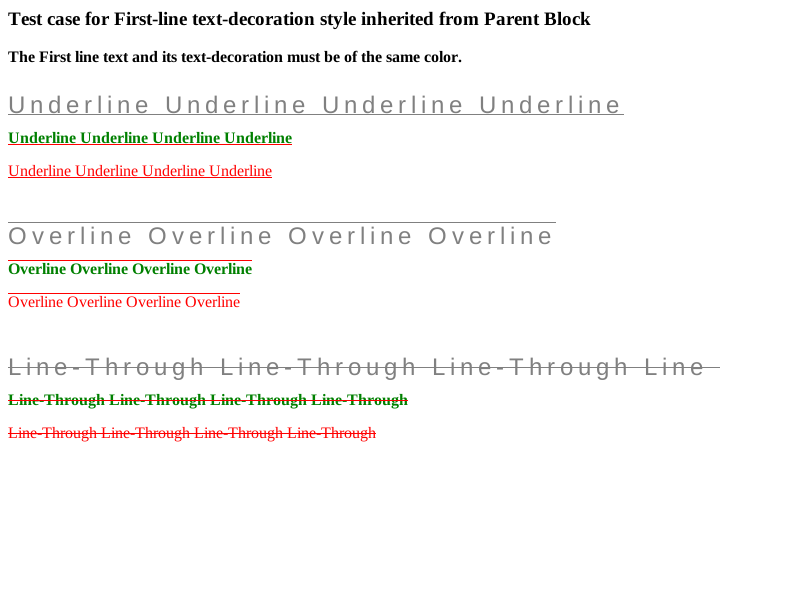 Test case for First-line text-decoration style inherited from Parent Block
The First line text and its text-decoration must be of the same color.
Underline Underline Underline Underline
Underline Underline Underline Underline
Underline Underline Underline Underline
Overline Overline Overline Overline
Overline Overline Overline Overline
Overline Overline Overline Overline
Line-Through Line-Through Line-Through Line
Line-Through Line-Through Line-Through Line-Through
Line-Through Line-Through Line-Through Line-Through